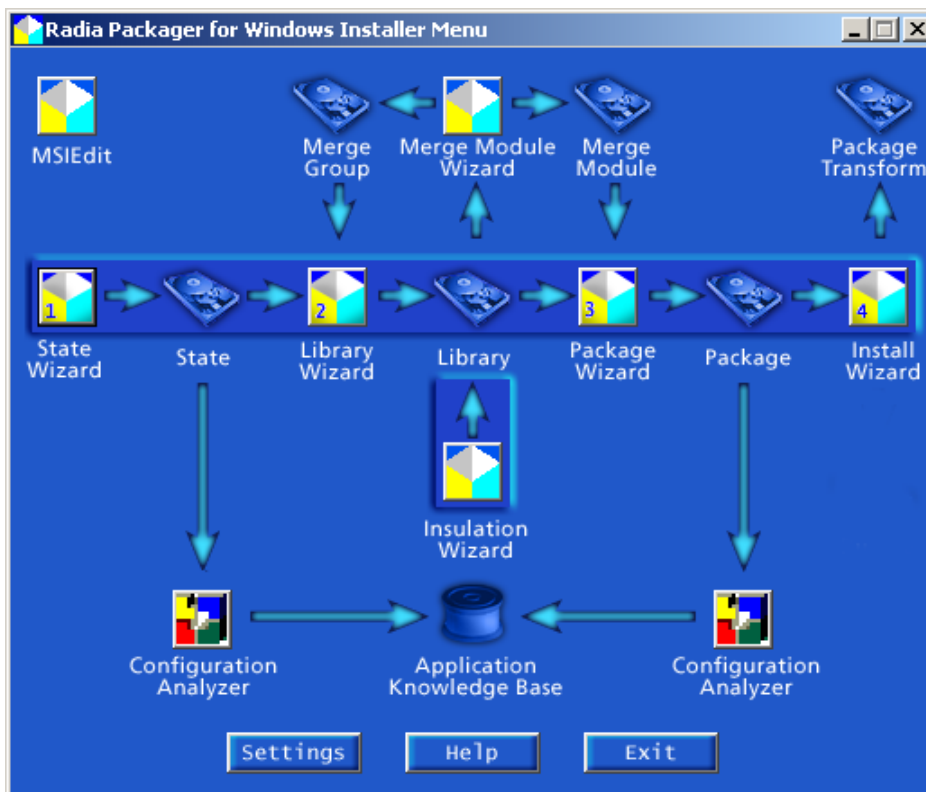 Radia Packager for Windows Installer Menu
MSIEdit
Merge
Group
Merge Module
Wizard
Merge
Module
Package
Transform
1
2
3
4
State
Wizard
State
Library
Wizard
Library
Package
Wizard
Package
Install
Wizard
Insulation
Wizard
Configuration
Analyzer
Application
Knowledge Base
Configuration
Analyzer
Settings
Help
Exit